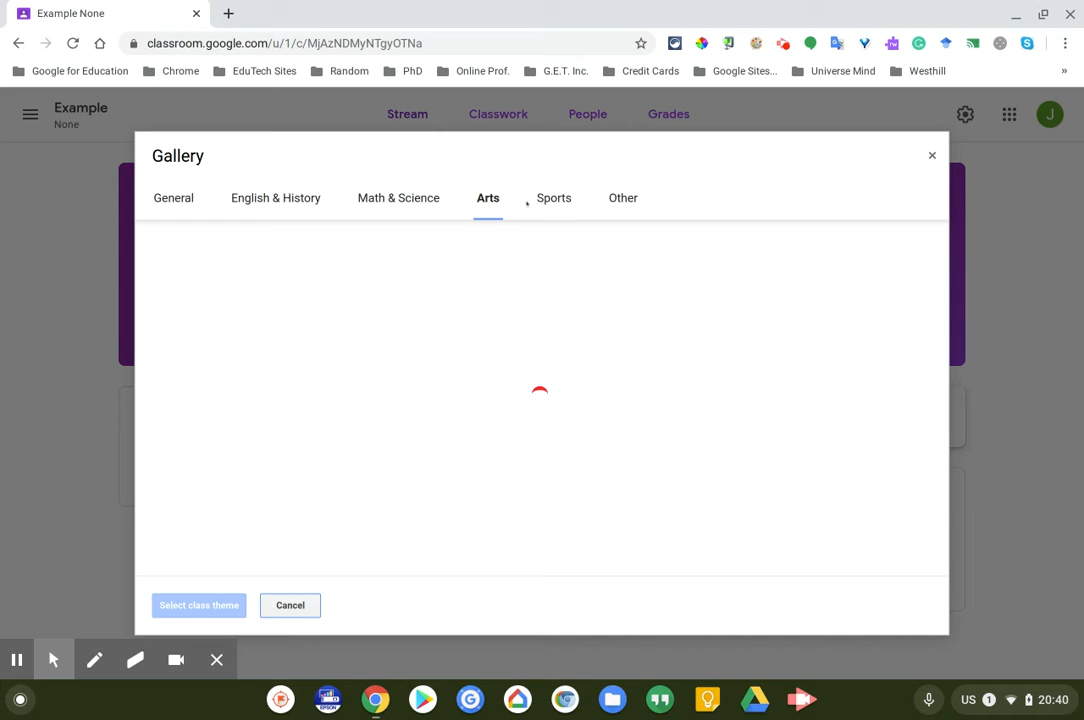 Example None
classroom.google.com/u/1/c/MjAzNDMyNTgyOTNa
Google for Education Chrome EduTech Sites Random PhD Online Prof. G.E.T. Inc. Credit Cards Google Sites... Universe Mind Westhill »
Example
None
Stream Classwork People Grades
J
Gallery
General English & History Math & Science Arts Sports Other
Select class theme Cancel
EPSON
US 1 20:40